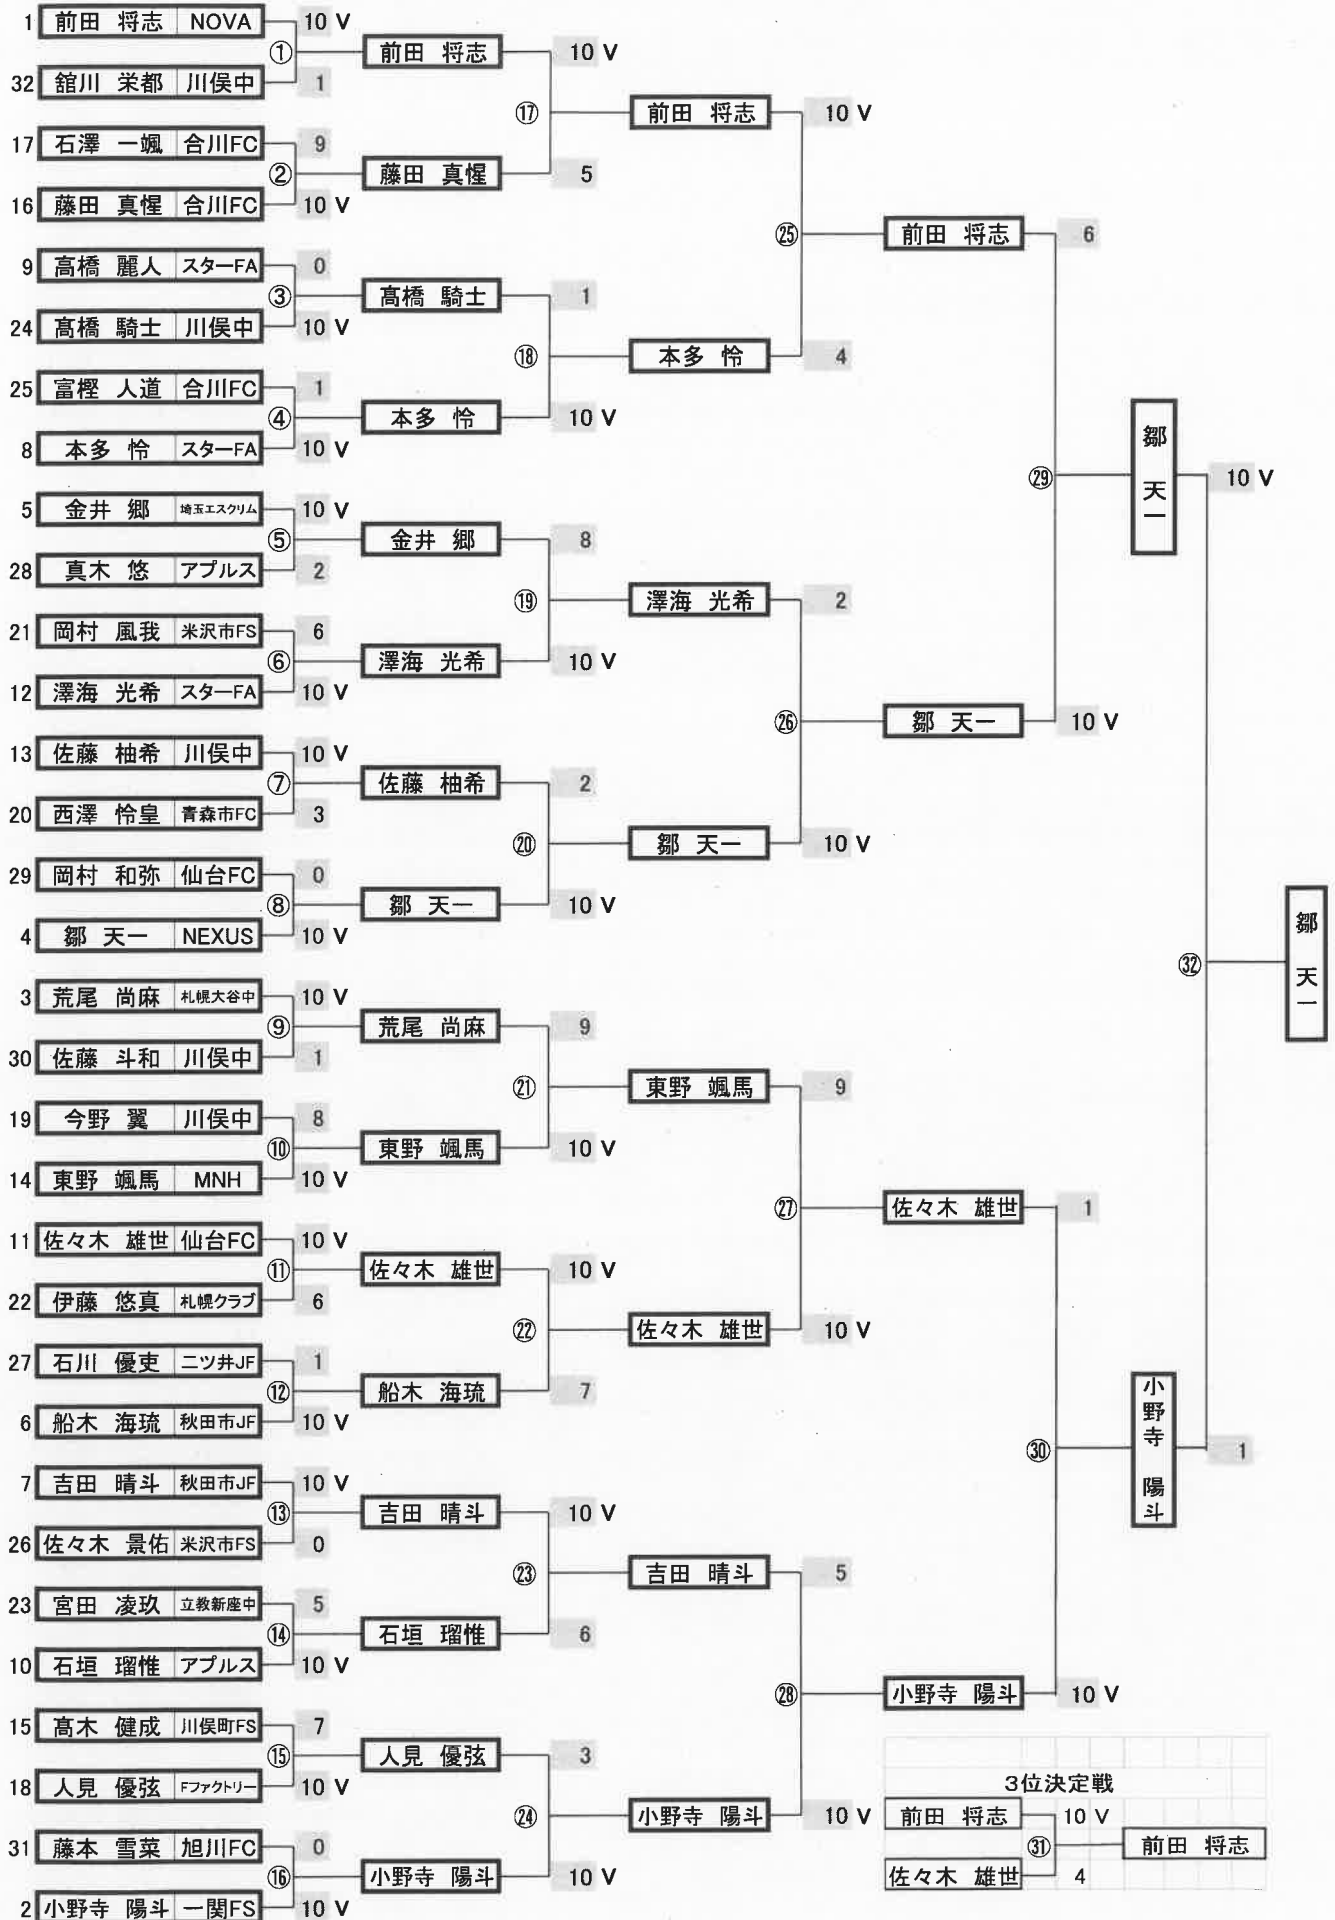 1 前田 将志 NOVA 10 V
① 前田 将志 10 V
32 舘川 栄都 川俣中 1
⑰ 前田 将志 10 V
17 石澤 一颯 合川FC 9
② 藤田 真惺 5
16 藤田 真惺 合川FC 10 V
㉕ 前田 将志 6
9 高橋 麗人 スターFA 0
③ 高橋 騎士 1
24 高橋 騎士 川俣中 10 V
⑱ 本多 怜 4
25 富樫 人道 合川FC 1
④ 本多 怜 10 V
8 本多 怜 スターFA 10 V
㉙ 鄒 天一 10 V
5 金井 郷 埼玉エスクリム 10 V
⑤ 金井 郷 8
28 真木 悠 アプルス 2
⑲ 澤海 光希 2
21 岡村 風我 米沢市FS 6
⑥ 澤海 光希 10 V
12 澤海 光希 スターFA 10 V
㉖ 鄒 天一 10 V
13 佐藤 柚希 川俣中 10 V
⑦ 佐藤 柚希 2
20 西澤 怜皇 青森市FC 3
⑳ 鄒 天一 10 V
29 岡村 和弥 仙台FC 0
⑧ 鄒 天一 10 V
4 鄒 天一 NEXUS 10 V
㉜ 鄒 天一
3 荒尾 尚麻 札幌大谷中 10 V
⑨ 荒尾 尚麻 9
30 佐藤 斗和 川俣中 1
㉑ 東野 颯馬 9
19 今野 翼 川俣中 8
⑩ 東野 颯馬 10 V
14 東野 颯馬 MNH 10 V
㉗ 佐々木 雄世 1
11 佐々木 雄世 仙台FC 10 V
⑪ 佐々木 雄世 10 V
22 伊藤 悠真 札幌クラブ 6
㉒ 佐々木 雄世 10 V
27 石川 優吏 二ツ井JF 1
⑫ 船木 海琉 7
6 船木 海琉 秋田市JF 10 V
㉚ 小野寺 陽斗 1
7 吉田 晴斗 秋田市JF 10 V
⑬ 吉田 晴斗 10 V
26 佐々木 景佑 米沢市FS 0
㉓ 吉田 晴斗 5
23 宮田 凌玖 立教新座中 5
⑭ 石垣 瑠惟 6
10 石垣 瑠惟 アプルス 10 V
㉘ 小野寺 陽斗 10 V
15 髙木 健成 川俣町FS 7
⑮ 人見 優弦 3
18 人見 優弦 Fファクトリー 10 V
㉔ 小野寺 陽斗 10 V
31 藤本 雪菜 旭川FC 0
⑯ 小野寺 陽斗 10 V
2 小野寺 陽斗 一関FS 10 V
3位決定戦
前田 将志 10 V
㉛ 前田 将志
佐々木 雄世 4